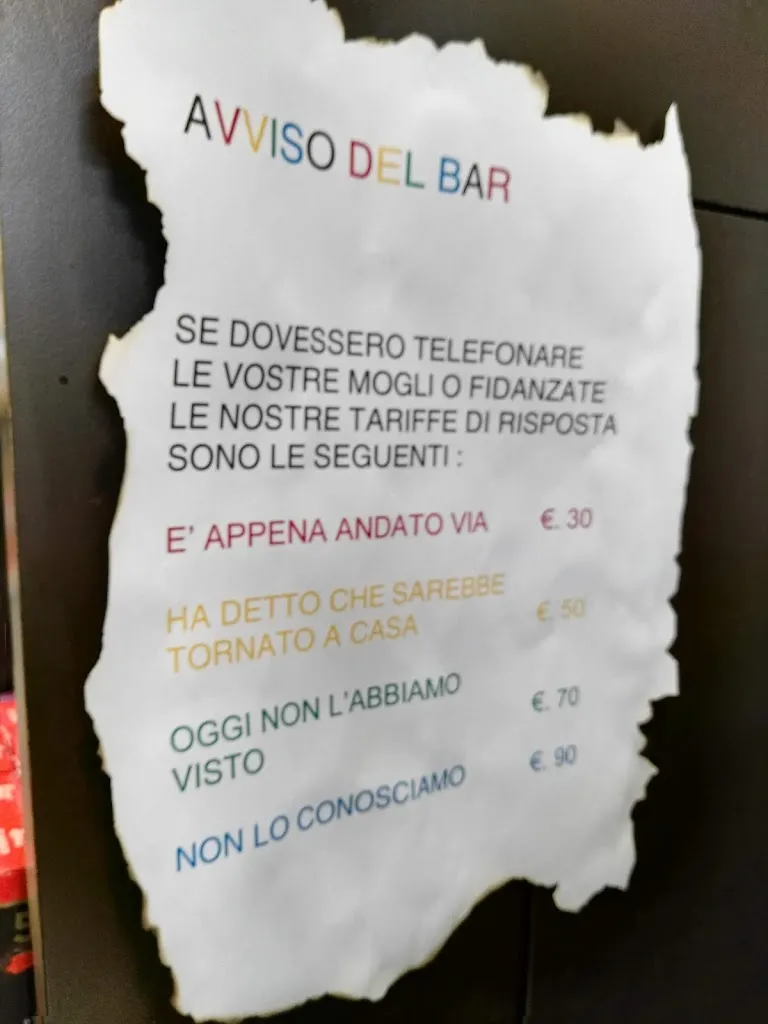 AVVISO DEL BAR
SE DOVESSERO TELEFONARE
LE VOSTRE MOGLI O FIDANZATE
LE NOSTRE TARIFFE DI RISPOSTA
SONO LE SEGUENTI :
E' APPENA ANDATO VIA €. 30
HA DETTO CHE SAREBBE
TORNATO A CASA €. 50
OGGI NON L'ABBIAMO
VISTO €. 70
NON LO CONOSCIAMO €. 90